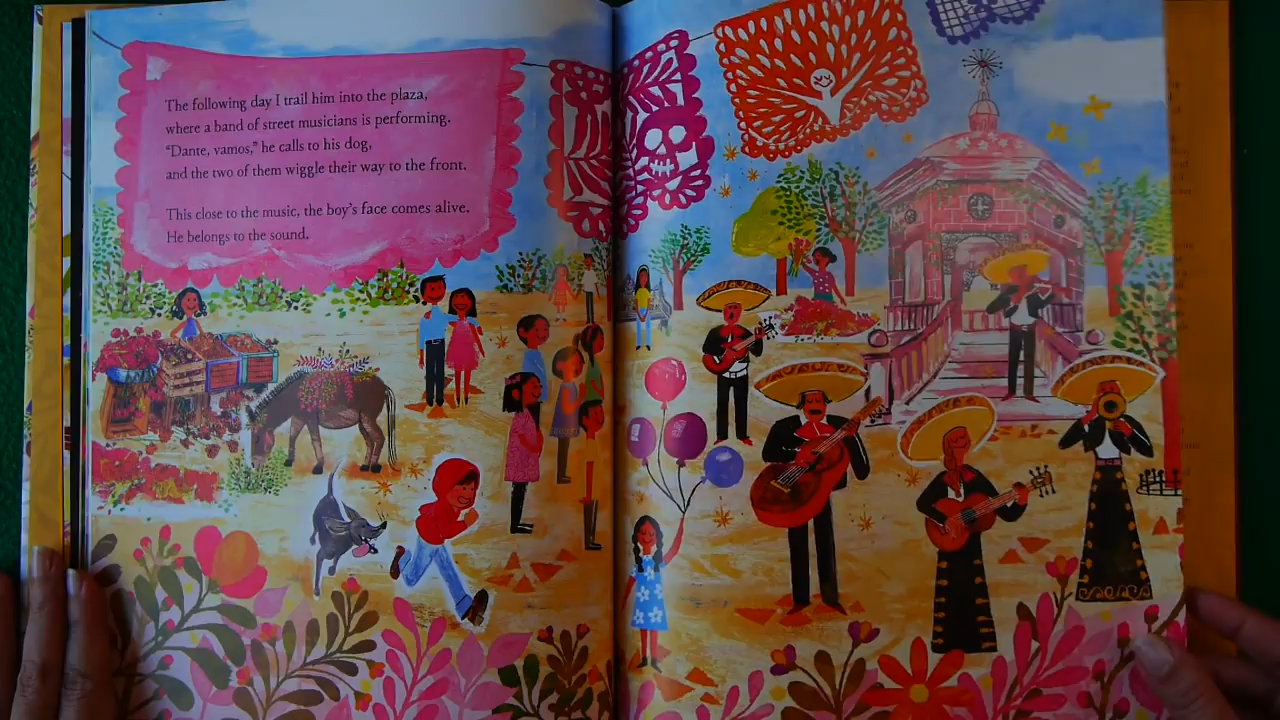 The following day I trail him into the plaza,
where a band of street musicians is performing.
“Dante, vamos,” he calls to his dog,
and the two of them wiggle their way to the front.
This close to the music, the boy’s face comes alive.
He belongs to the sound.